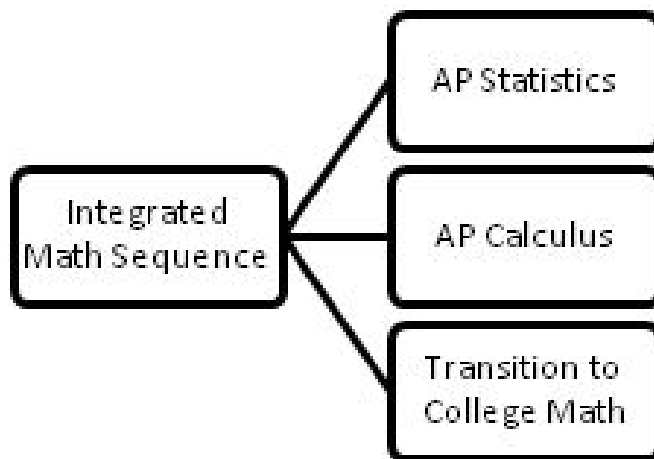 AP Statistics
Integrated
Math Sequence
AP Calculus
Transition to
College Math